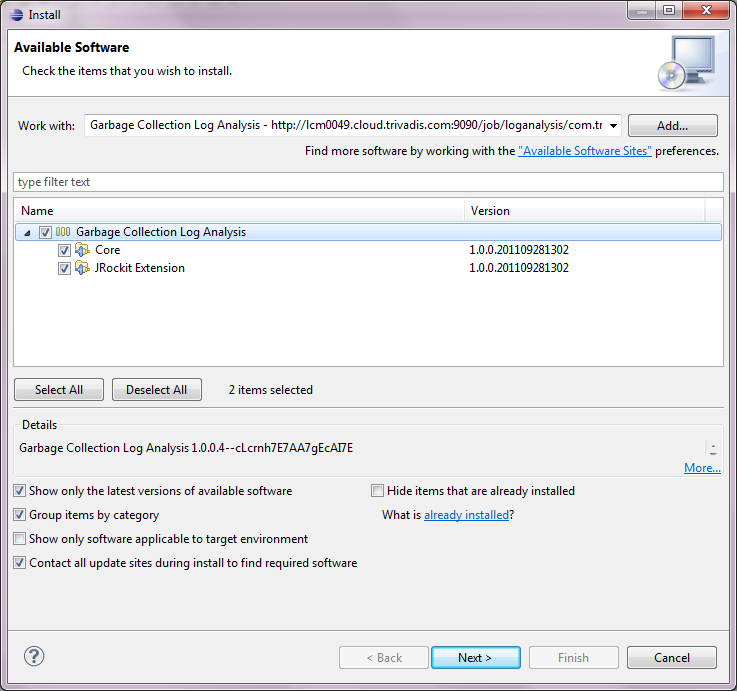 Install
Available Software
Check the items that you wish to install.
Work with: Garbage Collection Log Analysis - http://lcm0049.cloud.trivadis.com:9090/job/loganalysis/com.tr Add...
Find more software by working with the "Available Software Sites" preferences.
type filter text
Name Version
Garbage Collection Log Analysis
Core 1.0.0.201109281302
JRockit Extension 1.0.0.201109281302
Select All Deselect All 2 items selected
Details
Garbage Collection Log Analysis 1.0.0.4--cLcrnh7E7AA7gEcAI7E
More...
Show only the latest versions of available software Hide items that are already installed
Group items by category What is already installed?
Show only software applicable to target environment
Contact all update sites during install to find required software
? < Back Next > Finish Cancel